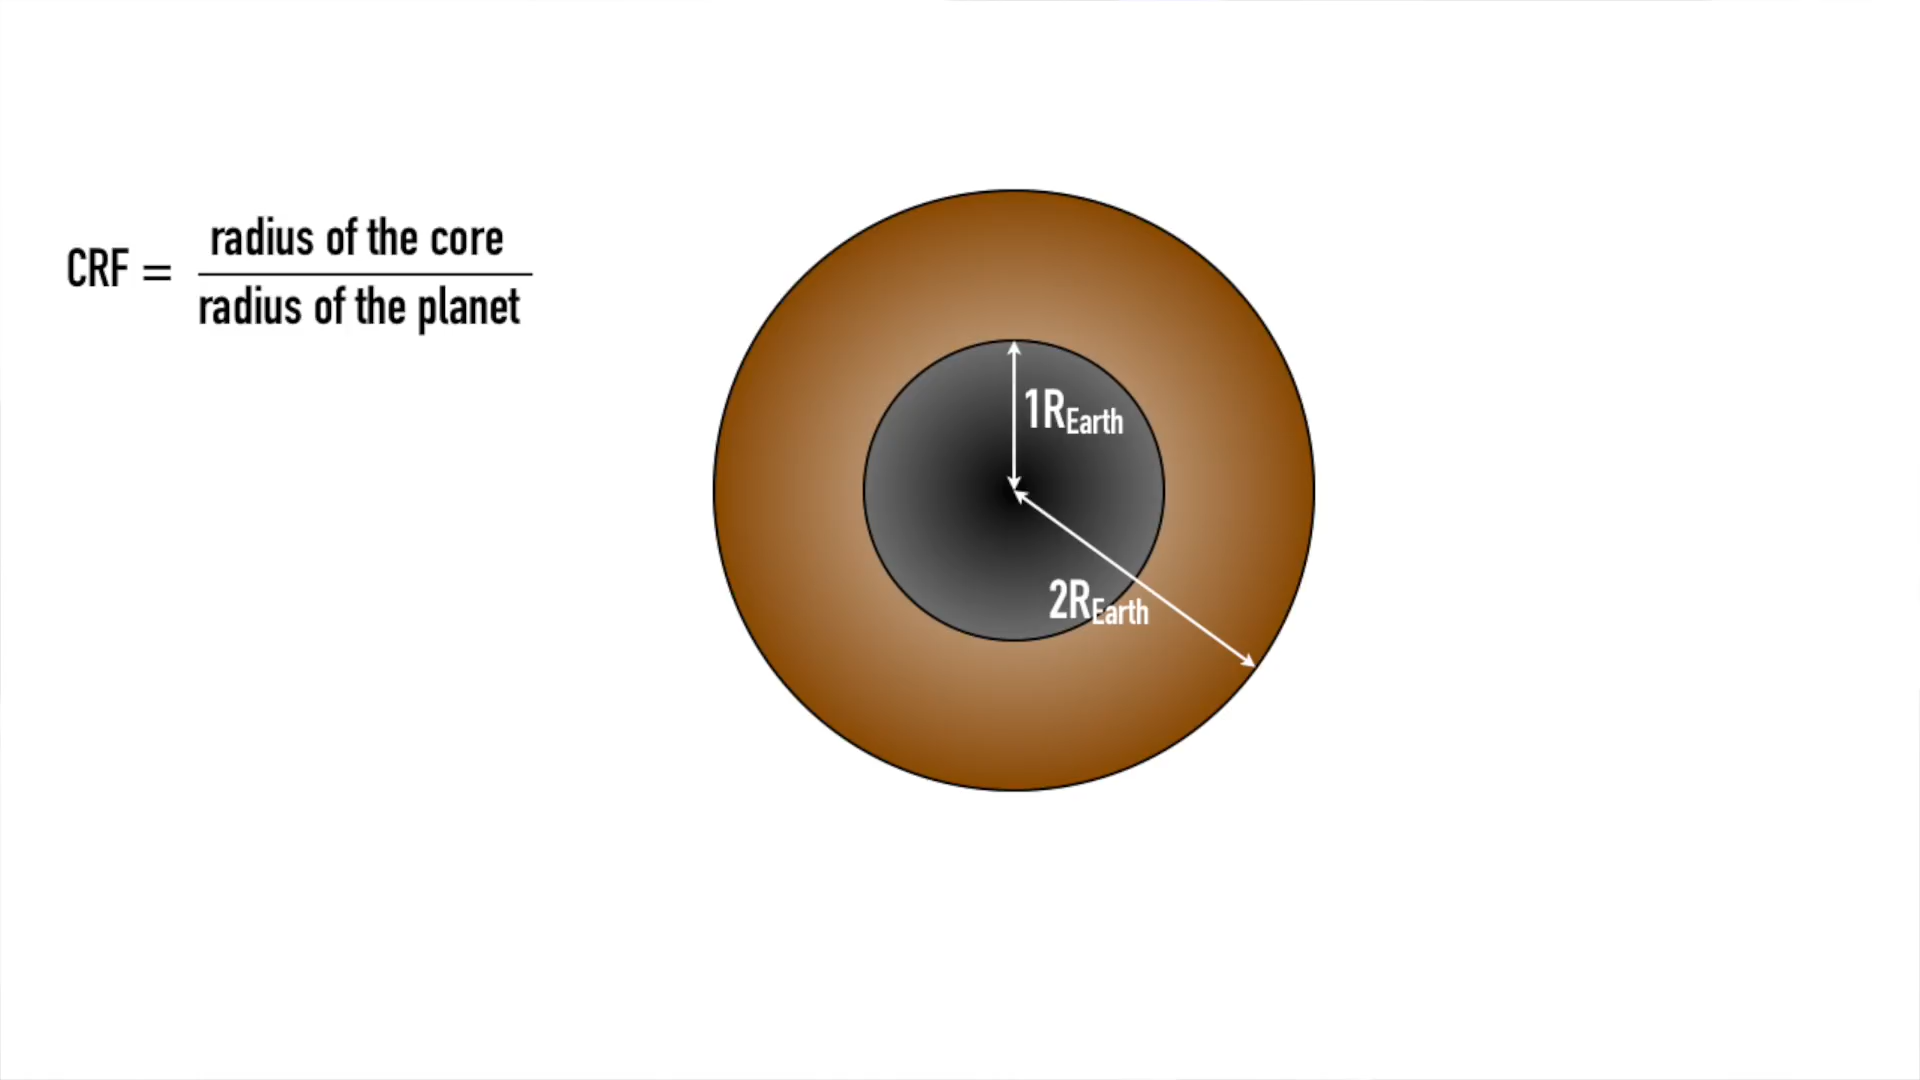 CRF =
radius of the core
radius of the planet
1R_Earth
2R_Earth